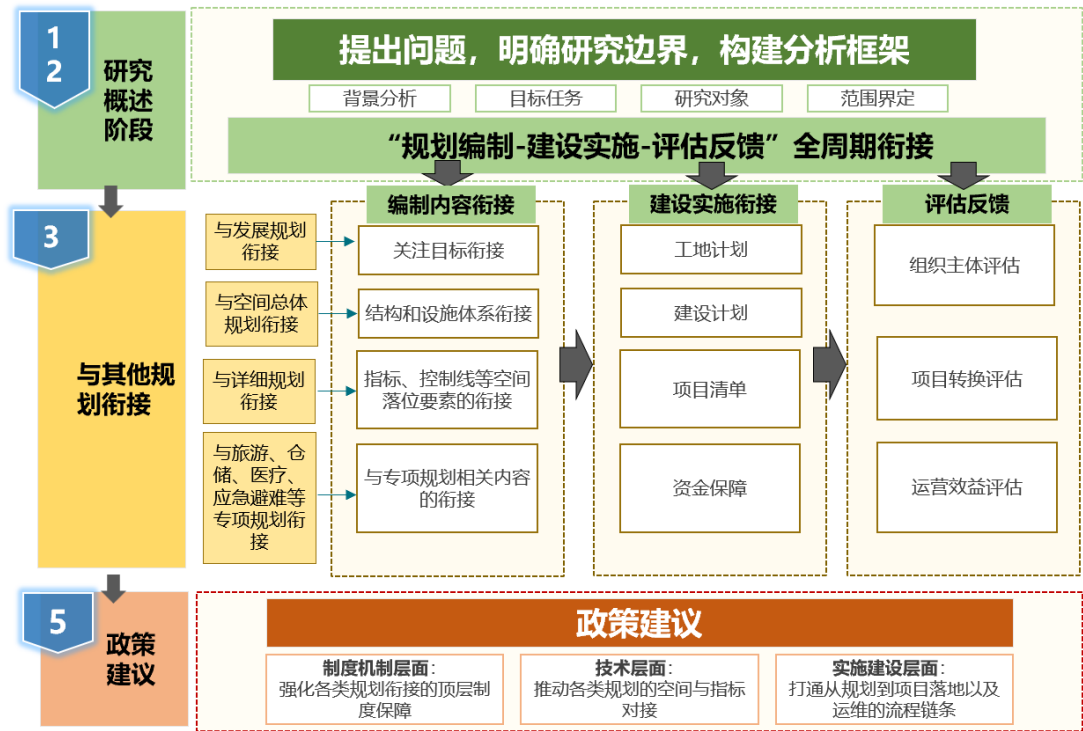 1
2
研究
概述
阶段
提出问题，明确研究边界，构建分析框架
背景分析
目标任务
研究对象
范围界定
“规划编制-建设实施-评估反馈”全周期衔接
3
与其他规
划衔接
与发展规划
衔接
与空间总体
规划衔接
与详细规划
衔接
与旅游、仓
储、医疗、
应急避难等
专项规划衔
接
编制内容衔接
关注目标衔接
结构和设施体系衔接
指标、控制线等空间
落位要素的衔接
与专项规划相关内容
的衔接
建设实施衔接
工地计划
建设计划
项目清单
资金保障
评估反馈
组织主体评估
项目转换评估
运营效益评估
5
政策
建议
政策建议
制度机制层面：
强化各类规划衔接的顶层制
度保障
技术层面：
推动各类规划的空间与指标
对接
实施建设层面：
打通从规划到项目落地以及
运维的流程链条